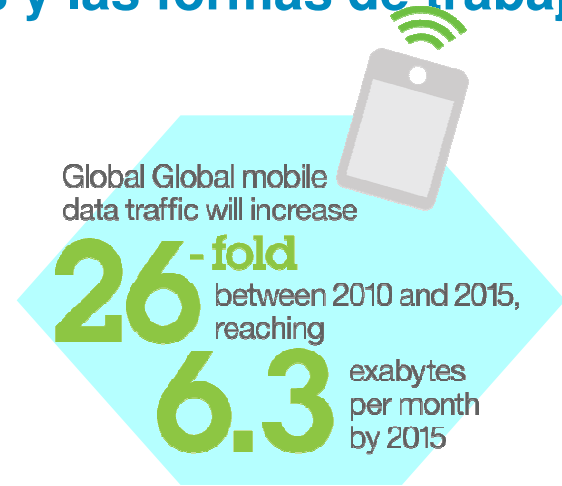 y las formas de
Global Global mobile
data traffic will increase
26-fold
between 2010 and 2015,
reaching
6.3
exabytes
per month
by 2015